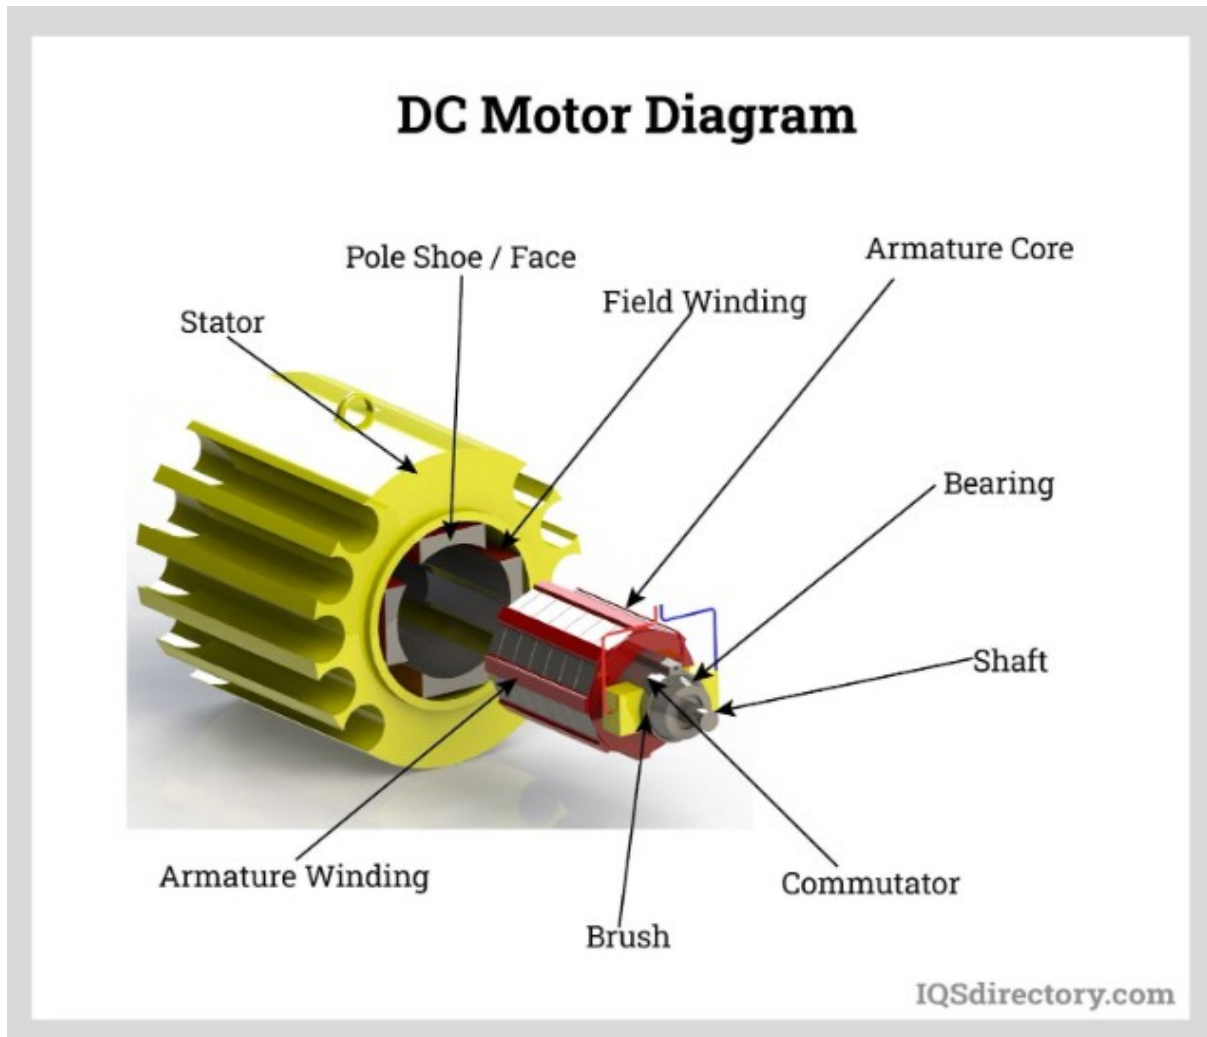 DC Motor Diagram
Pole Shoe / Face
Armature Core
Field Winding
Stator
Bearing
Shaft
Armature Winding
Commutator
Brush
IQSdirectory.com